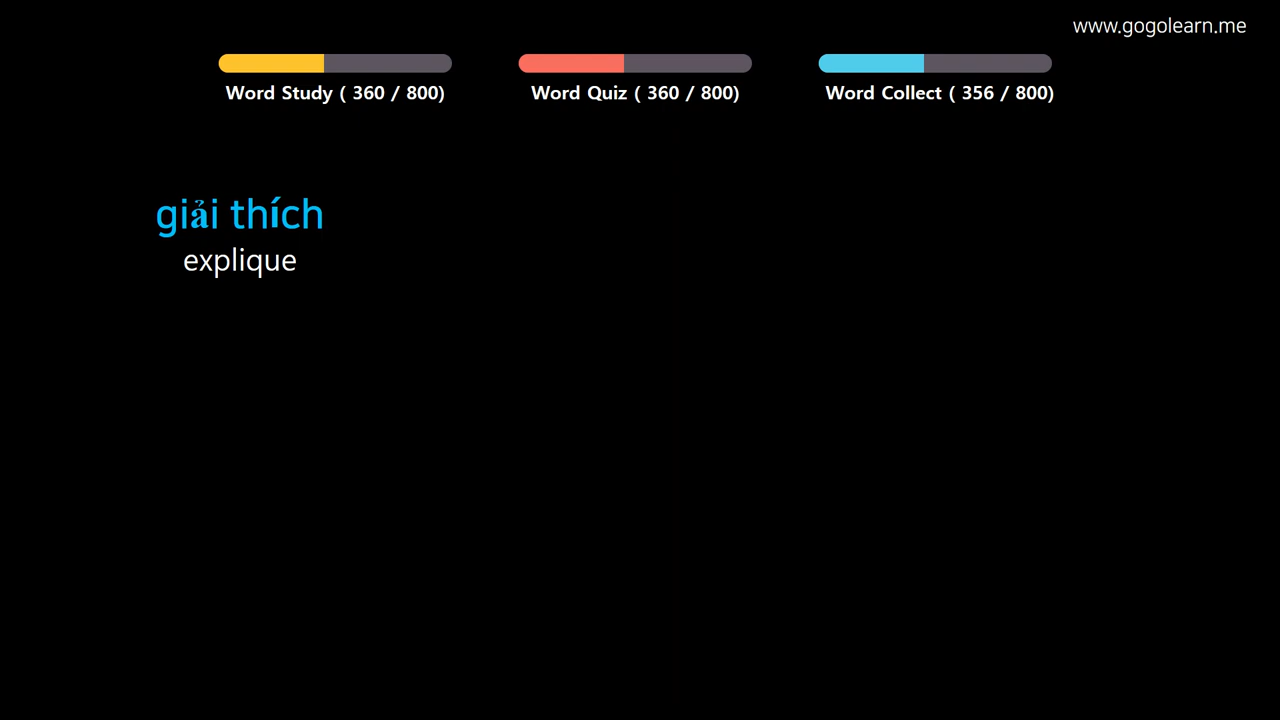 www.gogolearn.me
Word Study ( 360 / 800)
Word Quiz ( 360 / 800)
Word Collect ( 356 / 800)
giải thích
explique